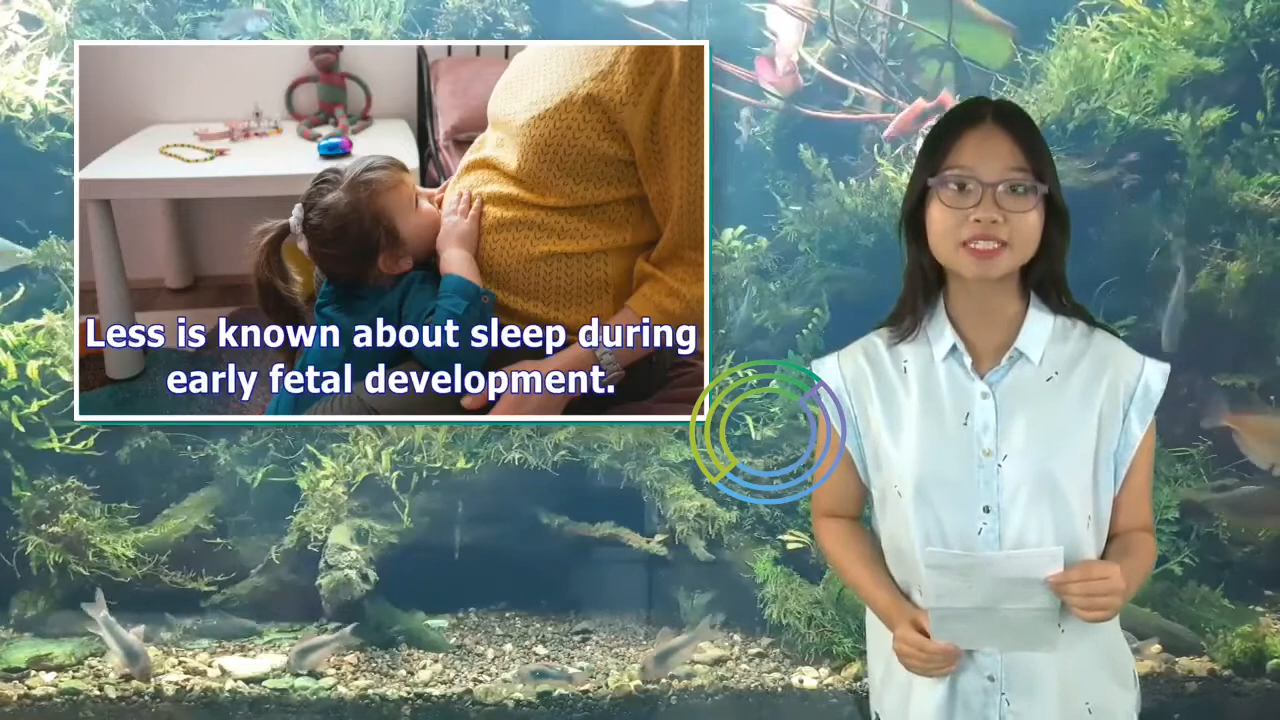 Less is known about sleep during
early fetal development.